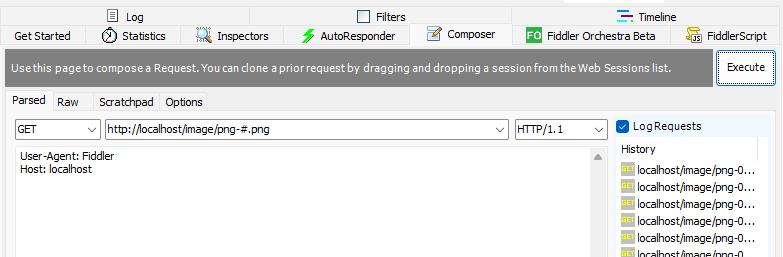 Log Filters Timeline
Get Started Statistics Inspectors AutoResponder Composer FO Fiddler Orchestra Beta JS FiddlerScript
Use this page to compose a Request. You can clone a prior request by dragging and dropping a session from the Web Sessions list. Execute
Parsed Raw Scratchpad Options
GET http://localhost/image/png-#.png HTTP/1.1 Log Requests
User-Agent: Fiddler
Host: localhost
History
GET localhost/image/png-0...
GET localhost/image/png-0...
GET localhost/image/png-0...
GET localhost/image/png-0...
GET localhost/image/png-0...
GET localhost/image/png-0...